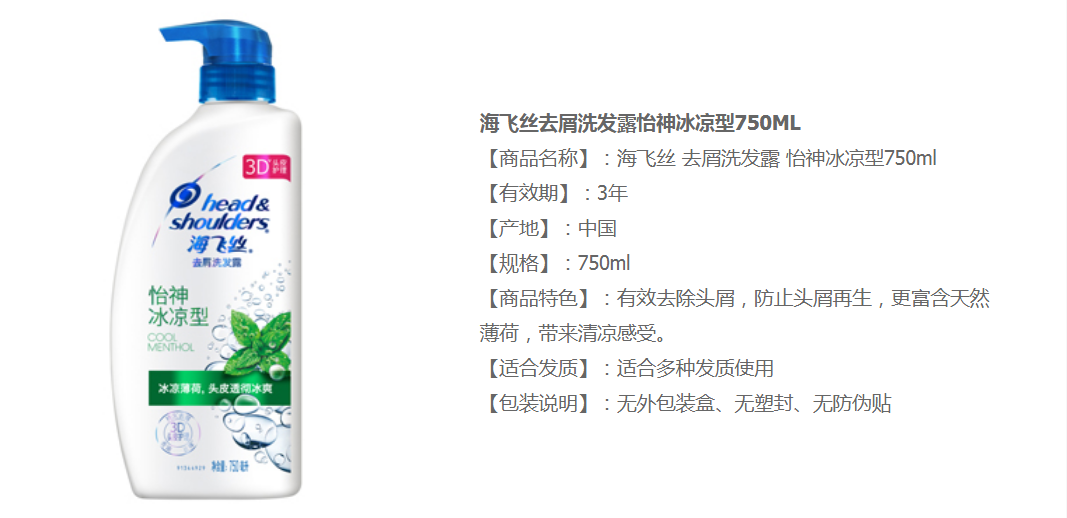 3D
头皮
护理
head &
shoulders
海飞丝
去屑洗发露
怡神
冰凉型
COOL
MENTHOL
冰凉薄荷，头皮透彻冰爽
3D
净含量: 750 毫升
海飞丝去屑洗发露怡神冰凉型750ML
【商品名称】：海飞丝 去屑洗发露 怡神冰凉型750ml
【有效期】：3年
【产地】：中国
【规格】：750ml
【商品特色】：有效去除头屑，防止头屑再生，更富含天然
薄荷，带来清凉感受。
【适合发质】：适合多种发质使用
【包装说明】：无外包装盒、无塑封、无防伪贴